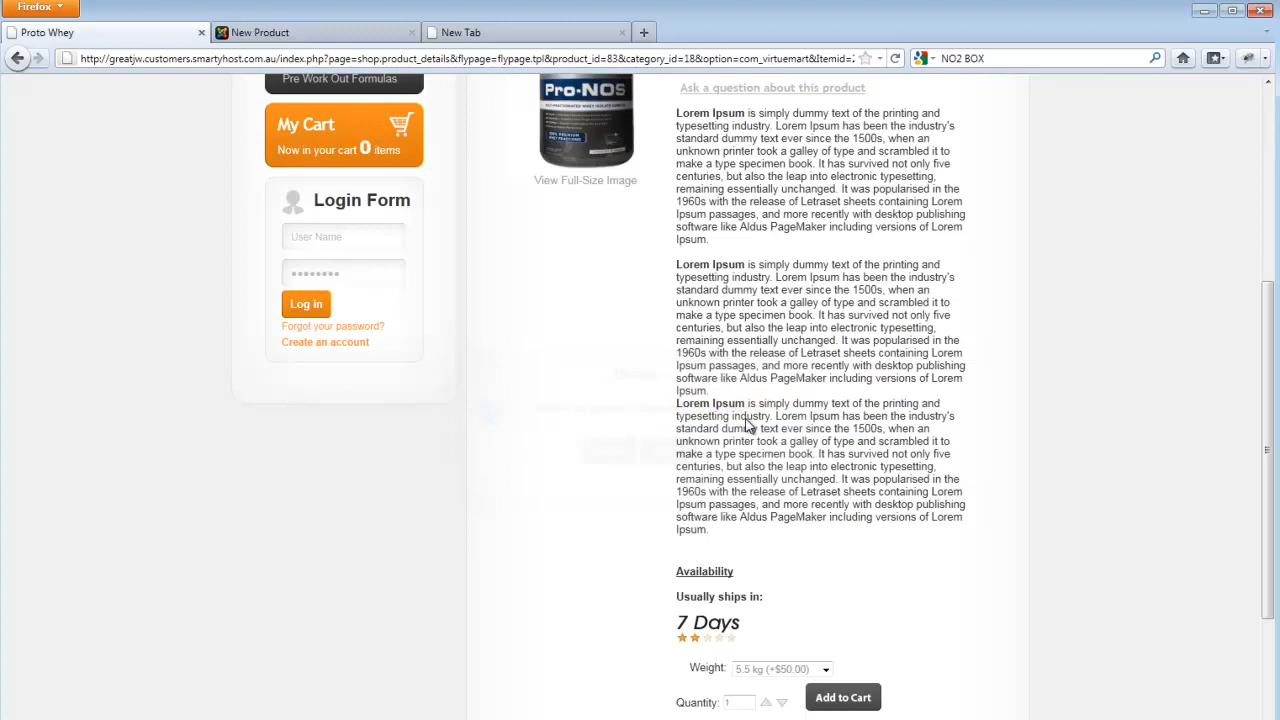 Firefox
Proto Whey
New Product
New Tab
http://greatjw.customers.smartyhost.com.au/index.php?page=shop.product_details&flypage=flypage.tpl&product_id=83&category_id=18&option=com_virtuemart&Itemid=2
NO2 BOX
Pre Work Out Formulas
My Cart
Now in your cart 0 items
Login Form
User Name
Log in
Forgot your password?
Create an account
Pro-NOS
View Full-Size Image
Ask a question about this product
Lorem Ipsum is simply dummy text of the printing and
typesetting industry. Lorem Ipsum has been the industry's
standard dummy text ever since the 1500s, when an
unknown printer took a galley of type and scrambled it to
make a type specimen book. It has survived not only five
centuries, but also the leap into electronic typesetting,
remaining essentially unchanged. It was popularised in the
1960s with the release of Letraset sheets containing Lorem
Ipsum passages, and more recently with desktop publishing
software like Aldus PageMaker including versions of Lorem
Ipsum.
Lorem Ipsum is simply dummy text of the printing and
typesetting industry. Lorem Ipsum has been the industry's
standard dummy text ever since the 1500s, when an
unknown printer took a galley of type and scrambled it to
make a type specimen book. It has survived not only five
centuries, but also the leap into electronic typesetting,
remaining essentially unchanged. It was popularised in the
1960s with the release of Letraset sheets containing Lorem
Ipsum passages, and more recently with desktop publishing
software like Aldus PageMaker including versions of Lorem
Ipsum.
Lorem Ipsum is simply dummy text of the printing and
typesetting industry. Lorem Ipsum has been the industry's
standard dummy text ever since the 1500s, when an
unknown printer took a galley of type and scrambled it to
make a type specimen book. It has survived not only five
centuries, but also the leap into electronic typesetting,
remaining essentially unchanged. It was popularised in the
1960s with the release of Letraset sheets containing Lorem
Ipsum passages, and more recently with desktop publishing
software like Aldus PageMaker including versions of Lorem
Ipsum.
Availability
Usually ships in:
7 Days
Weight: 5.5 kg (+$50.00)
Quantity: 1
Add to Cart